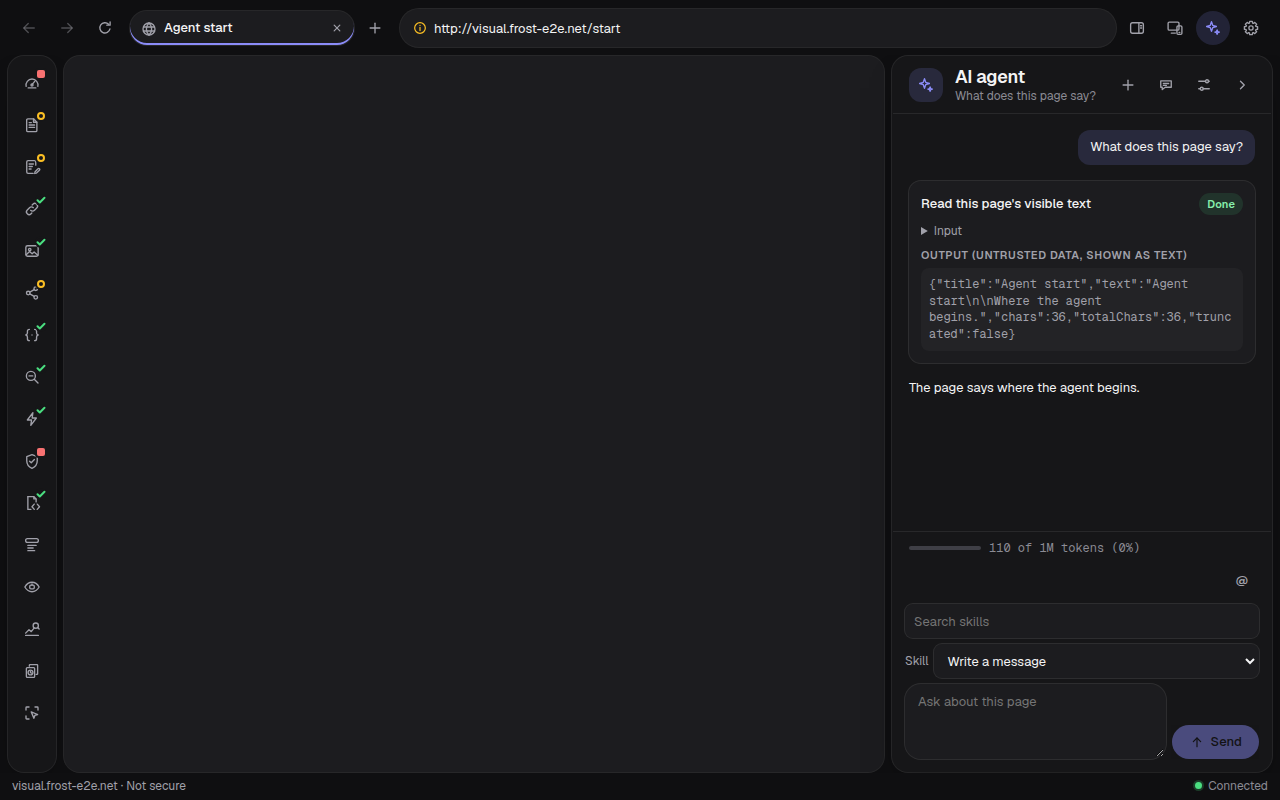 Agent start
http://visual.frost-e2e.net/start
AI agent
What does this page say?
What does this page say?
Read this page's visible text
Done
Input
OUTPUT (UNTRUSTED DATA, SHOWN AS TEXT)
{"title":"Agent start","text":"Agent
start\n\nWhere the agent
begins.","chars":36,"totalChars":36,"trunc
ated":false}
The page says where the agent begins.
110 of 1M tokens (0%)
@
Search skills
Skill
Write a message
Ask about this page
Send
visual.frost-e2e.net · Not secure
Connected